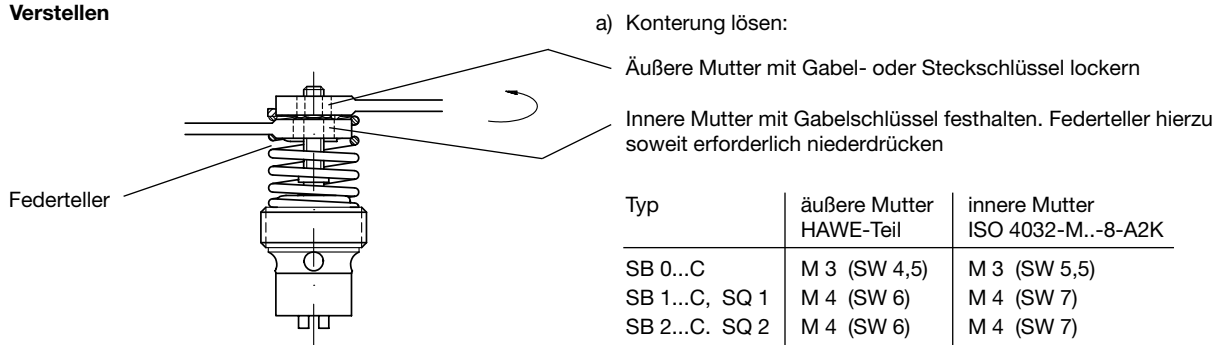 Verstellen
a) Konterung lösen:
Äußere Mutter mit Gabel- oder Steckschlüssel lockern
Innere Mutter mit Gabelschlüssel festhalten. Federteller hierzu
soweit erforderlich niederdrücken
Federteller
Typ äußere Mutter innere Mutter
HAWE-Teil ISO 4032-M..-8-A2K
SB 0...C M 3 (SW 4,5) M 3 (SW 5,5)
SB 1...C, SQ 1 M 4 (SW 6) M 4 (SW 7)
SB 2...C. SQ 2 M 4 (SW 6) M 4 (SW 7)